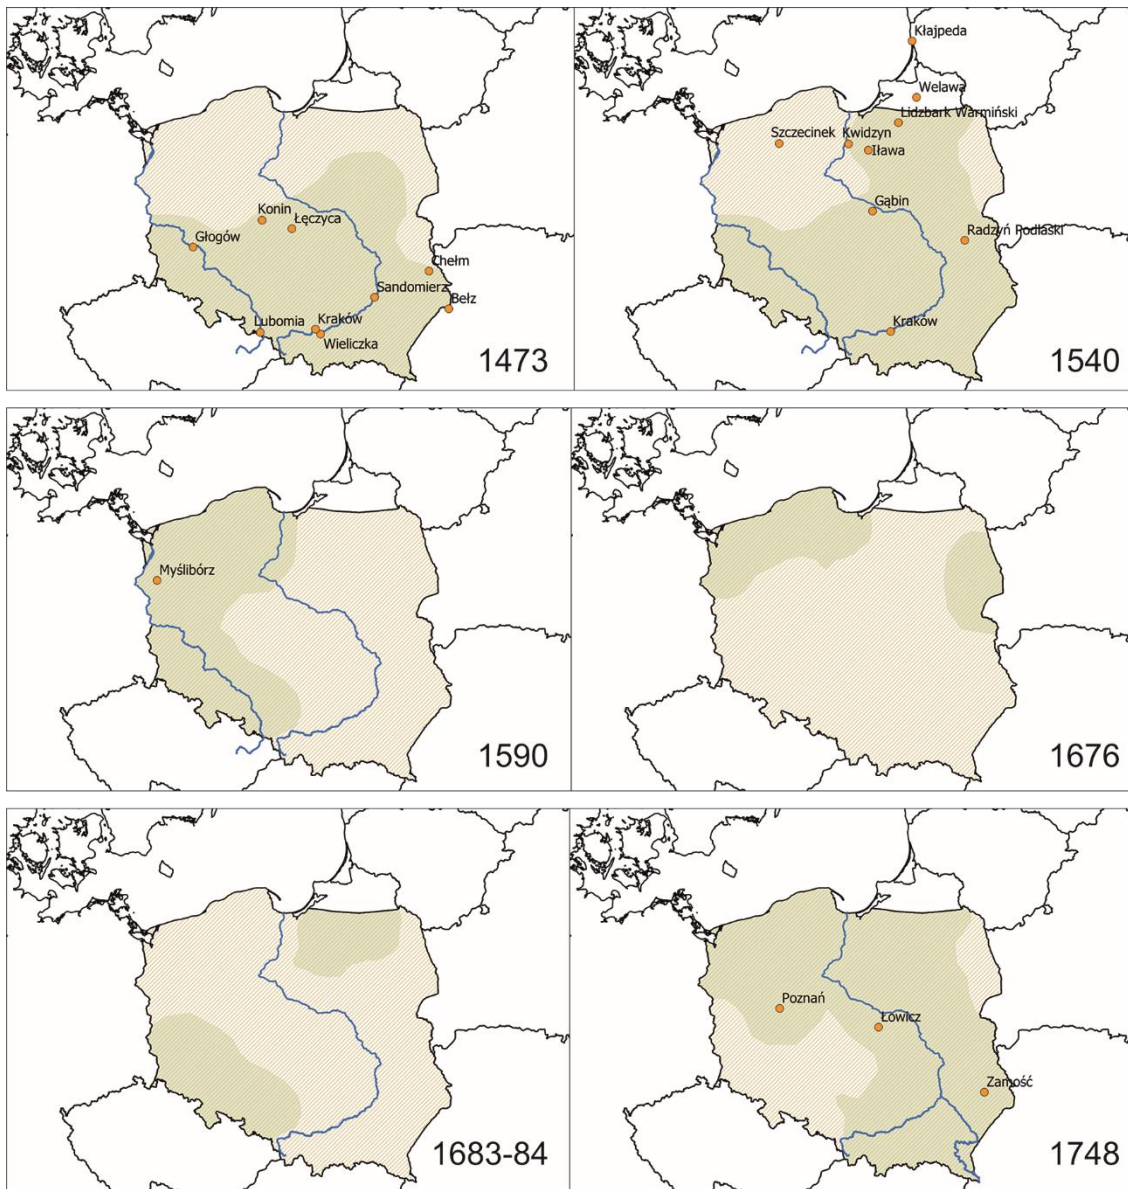 Konin
Łęczyca
Głogów
Chełm
Sandomierz
Bełz
Lubomia
Kraków
Wieliczka
1473
Kłajpeda
Welawa
Lidzbark Warmiński
Szczecinek
Kwidzyn
Iława
Gąbin
Radzyń Podlaski
Kraków
1540
Myślibórz
1590
1676
1683-84
Poznań
Łowicz
Zamość
1748